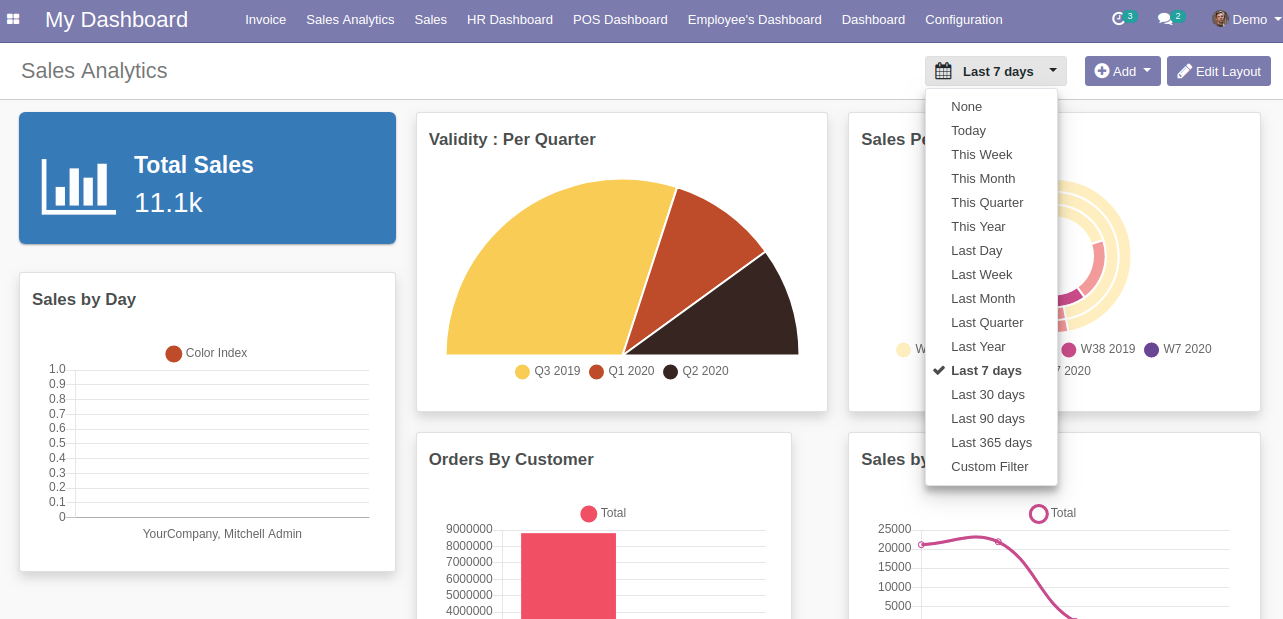 My Dashboard
Invoice Sales Analytics Sales HR Dashboard POS Dashboard Employee's Dashboard Dashboard Configuration
3 2 Demo
Sales Analytics
Last 7 days
Add
Edit Layout
None
Today
This Week
This Month
This Quarter
This Year
Last Day
Last Week
Last Month
Last Quarter
Last Year
Last 7 days
Last 30 days
Last 90 days
Last 365 days
Custom Filter
Total Sales
11.1k
Validity : Per Quarter
Q3 2019 Q1 2020 Q2 2020
Sales
W38 2019 W7 2020
2020
Sales by Day
Color Index
1.0
0.9
0.8
0.7
0.6
0.5
0.4
0.3
0.2
0.1
0
YourCompany, Mitchell Admin
Orders By Customer
Total
9000000
8000000
7000000
6000000
5000000
4000000
Sales by
Total
25000
20000
15000
10000
5000